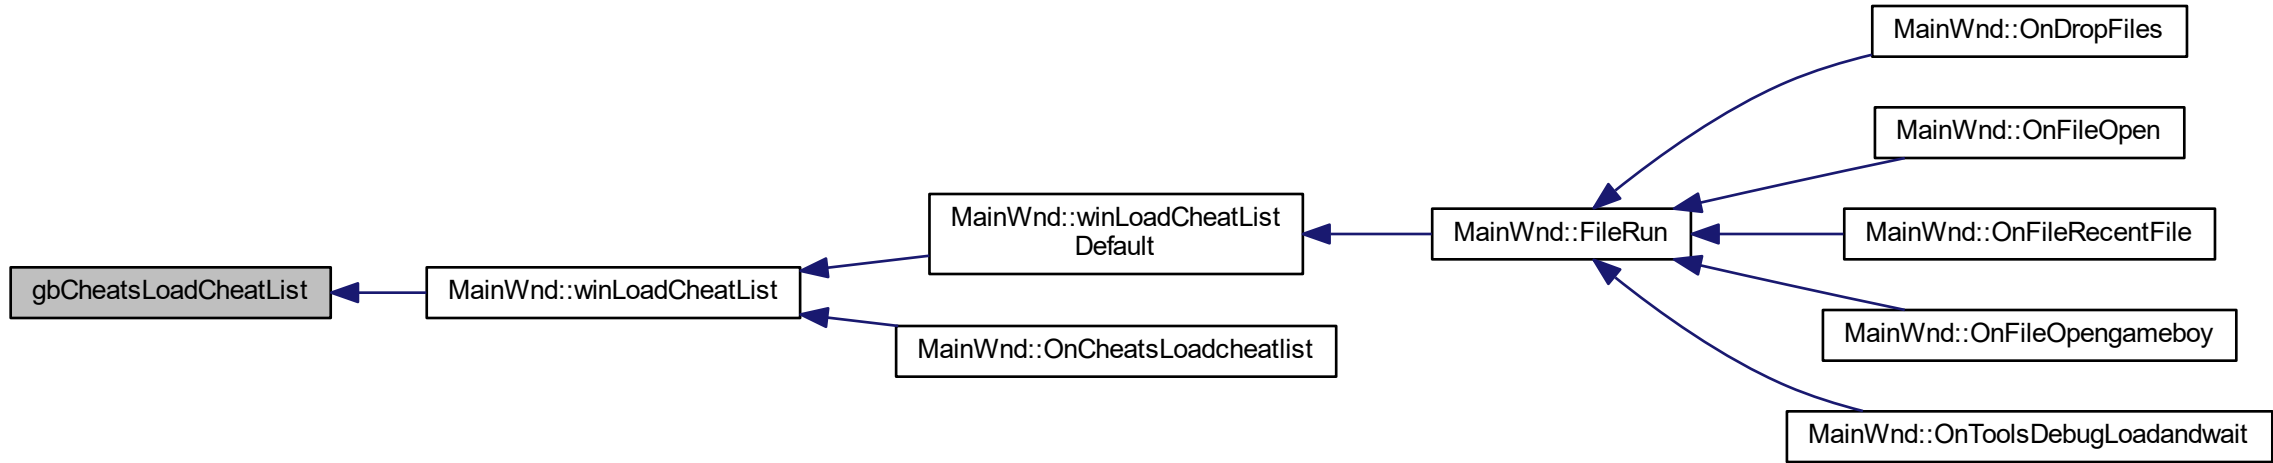 gbCheatsLoadCheatList
MainWnd::winLoadCheatList
MainWnd::winLoadCheatList
Default
MainWnd::OnCheatsLoadcheatlist
MainWnd::FileRun
MainWnd::OnDropFiles
MainWnd::OnFileOpen
MainWnd::OnFileRecentFile
MainWnd::OnFileOpengameboy
MainWnd::OnToolsDebugLoadandwait